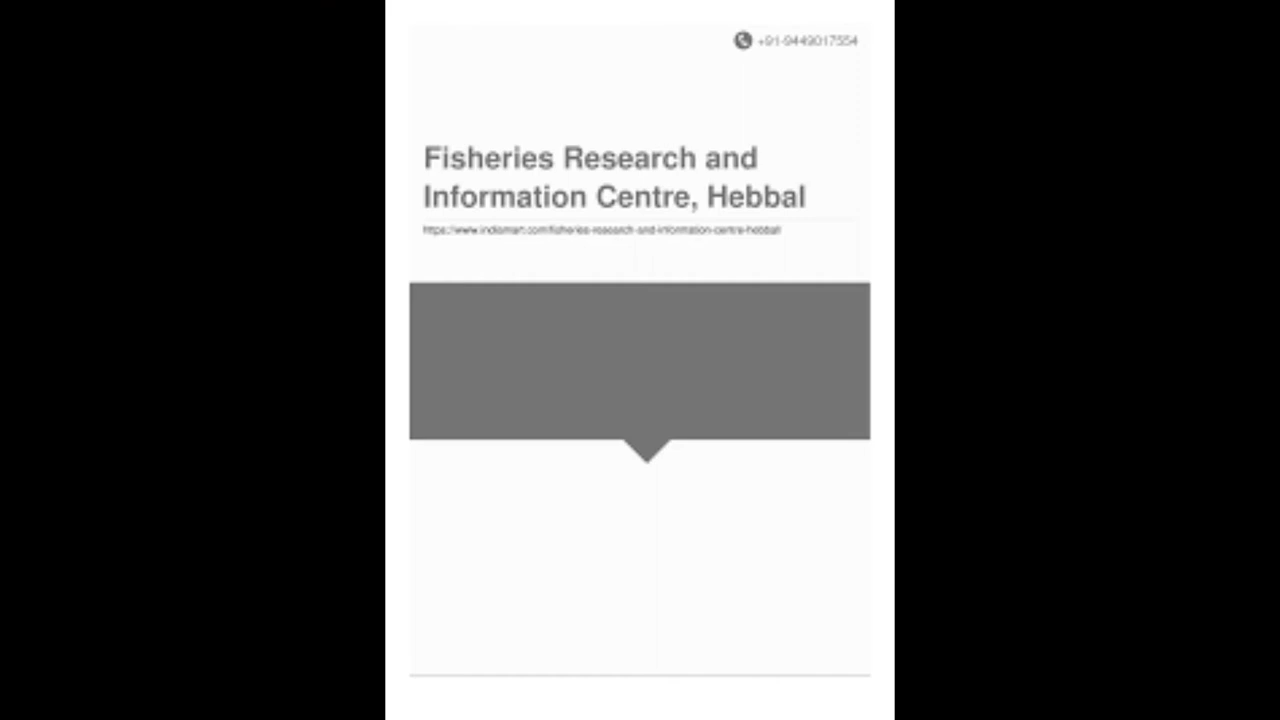 +91-9449017554
Fisheries Research and
Information Centre, Hebbal
https://www.indiamart.com/fisheries-research-and-information-centre-hebbal/